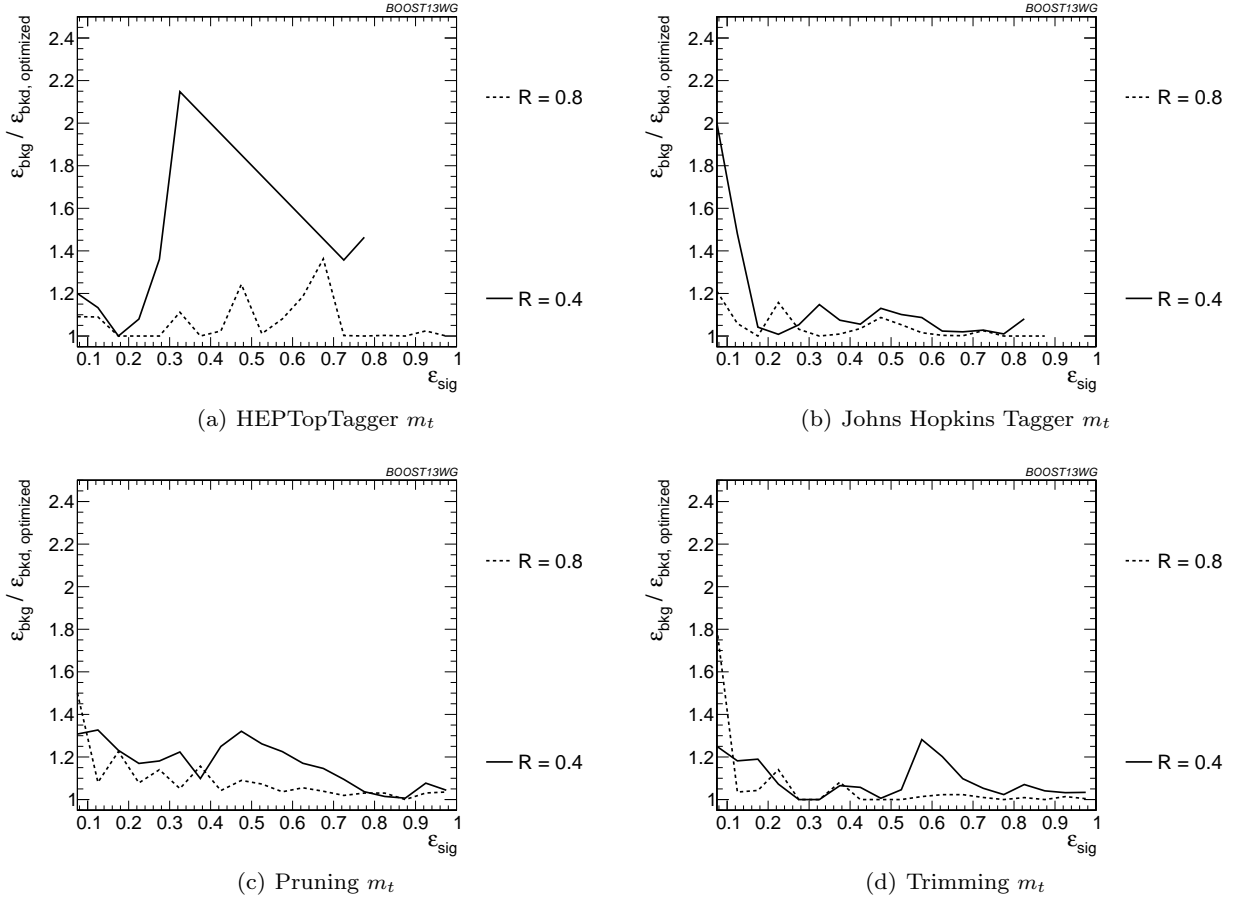 BOOST13WG
ε_bkg / ε_bkd, optimized
2.4
2.2
2
1.8
1.6
1.4
1.2
1
0.1 0.2 0.3 0.4 0.5 0.6 0.7 0.8 0.9 1
ε_sig
R = 0.8
R = 0.4
(a) HEPTopTagger m_t
BOOST13WG
ε_bkg / ε_bkd, optimized
2.4
2.2
2
1.8
1.6
1.4
1.2
1
0.1 0.2 0.3 0.4 0.5 0.6 0.7 0.8 0.9 1
ε_sig
R = 0.8
R = 0.4
(b) Johns Hopkins Tagger m_t
BOOST13WG
ε_bkg / ε_bkd, optimized
2.4
2.2
2
1.8
1.6
1.4
1.2
1
0.1 0.2 0.3 0.4 0.5 0.6 0.7 0.8 0.9 1
ε_sig
R = 0.8
R = 0.4
(c) Pruning m_t
BOOST13WG
ε_bkg / ε_bkd, optimized
2.4
2.2
2
1.8
1.6
1.4
1.2
1
0.1 0.2 0.3 0.4 0.5 0.6 0.7 0.8 0.9 1
ε_sig
R = 0.8
R = 0.4
(d) Trimming m_t